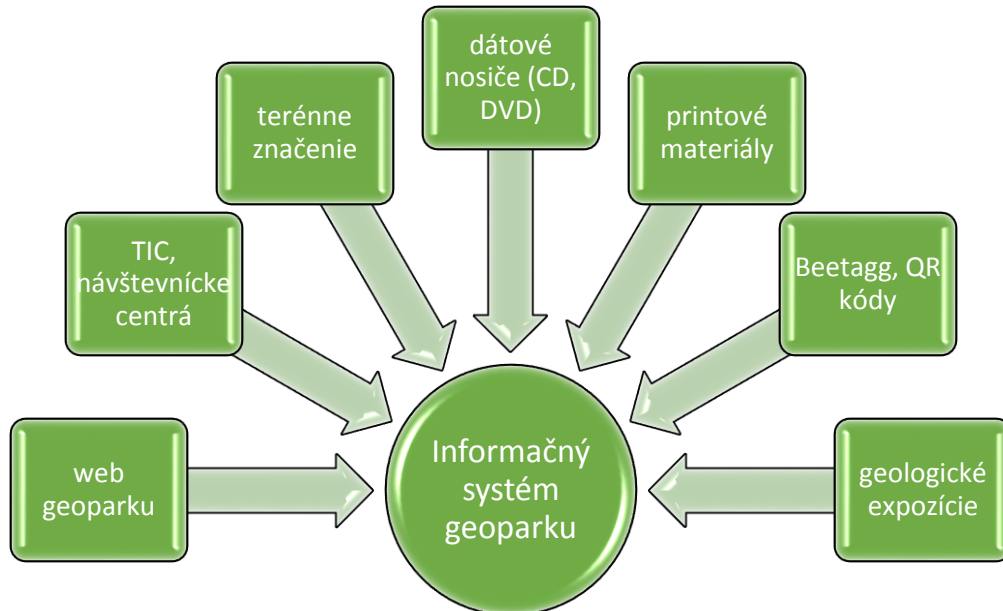 dátové
nosiče (CD,
DVD)
terénne
značenie
printové
materiály
TIC,
návštevnícke
centrá
Beetagg, QR
kódy
web
geoparku
Informačný
systém
geoparku
geologické
expozície